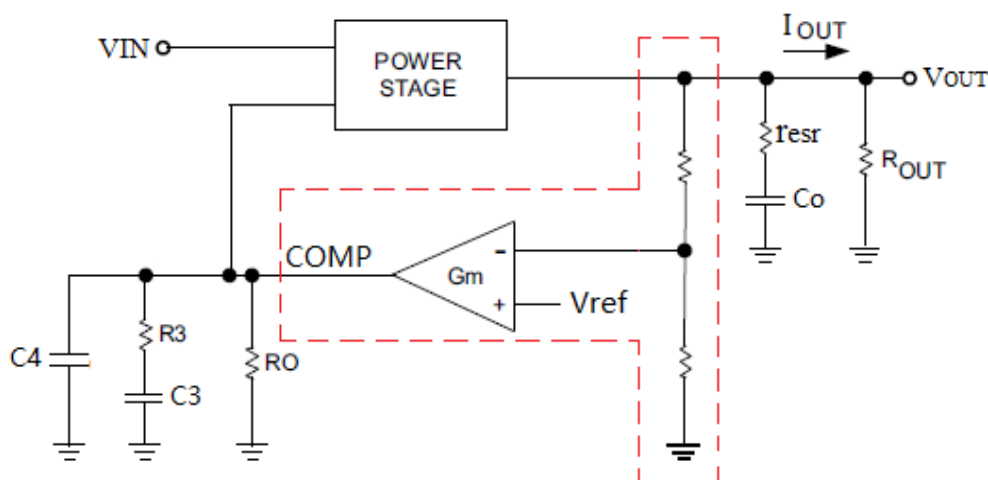 VIN
POWER
STAGE
IOUT
VOUT
resr
ROUT
Co
COMP
Gm
-
+
Vref
R3
C4
RO
C3